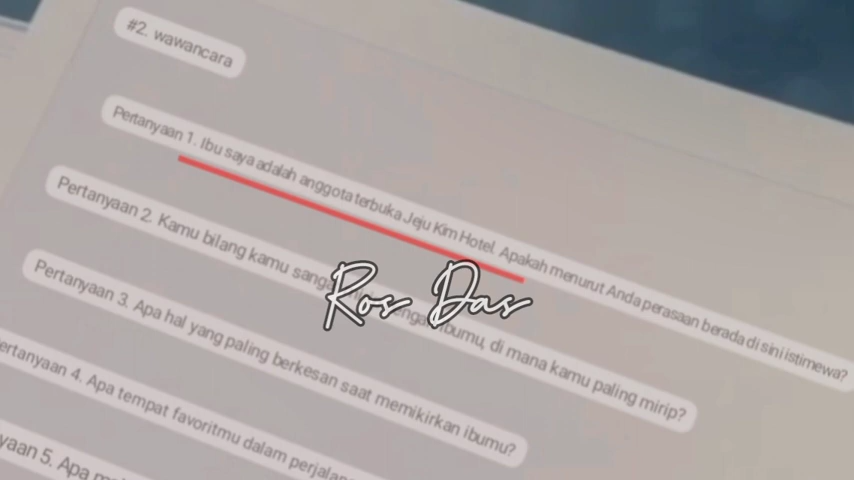 #2. wawancara
Pertanyaan 1. Ibu saya adalah anggota terbuka Jeju Kim Hotel. Apakah menurut Anda perasaan berada di sini istimewa?
Pertanyaan 2. Kamu bilang kamu ibumu, di mana kamu paling mirip?
Ros Das
Pertanyaan 3. Apa hal yang paling berkesan saat memikirkan ibumu?
Pertanyaan 4. Apa tempat favoritmu dalam
5. Apa